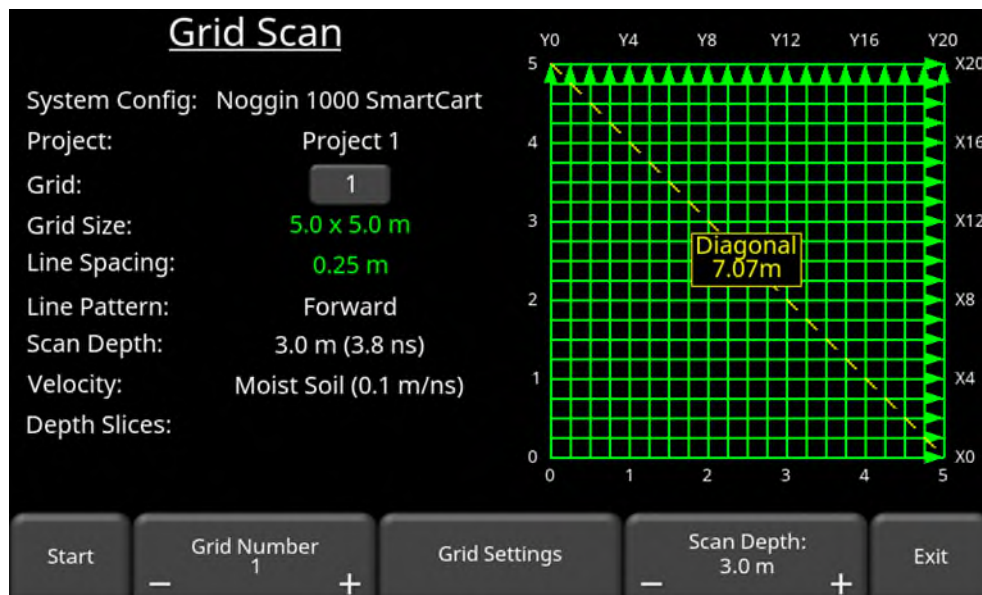 Grid Scan
System Config: Noggin 1000 SmartCart
Project: Project 1
Grid: 1
Grid Size: 5.0 x 5.0 m
Line Spacing: 0.25 m
Line Pattern: Forward
Scan Depth: 3.0 m (3.8 ns)
Velocity: Moist Soil (0.1 m/ns)
Depth Slices:
Y0 Y4 Y8 Y12 Y16 Y20
5 X20
4 X16
3 X12
Diagonal
7.07m
2 X8
1 X4
0 X0
0 1 2 3 4 5
Start
Grid Number
1
− +
Grid Settings
Scan Depth:
3.0 m
− +
Exit